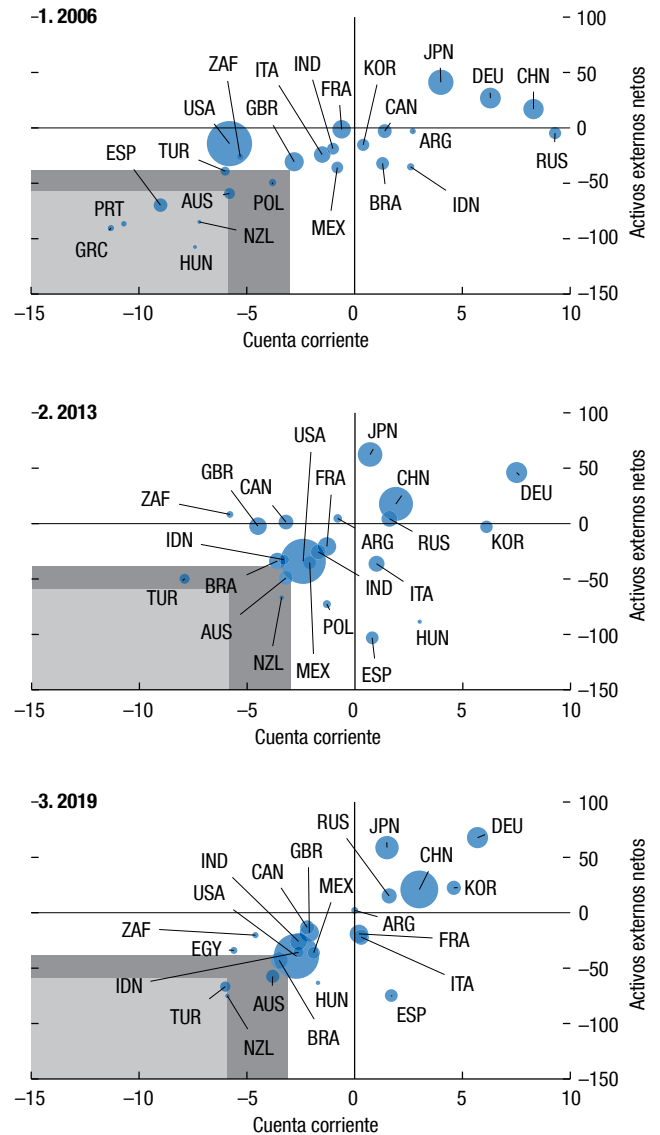 1. 2006
JPN
DEU
CHN
ZAF
ITA
IND
FRA
KOR
USA
GBR
CAN
ARG
RUS
ESP
TUR
AUS
POL
MEX
BRA
IDN
PRT
GRC
NZL
HUN
100
50
0
−50
−100
−150
Activos externos netos
−15
−10
−5
0
5
10
Cuenta corriente
2. 2013
USA
JPN
GBR
CAN
FRA
CHN
DEU
ZAF
IDN
ARG
RUS
KOR
TUR
BRA
IND
ITA
AUS
POL
HUN
NZL
MEX
ESP
100
50
0
−50
−100
−150
Activos externos netos
−15
−10
−5
0
5
10
Cuenta corriente
3. 2019
RUS
JPN
DEU
IND
CAN
GBR
CHN
USA
MEX
KOR
ZAF
ARG
EGY
FRA
IDN
ITA
TUR
AUS
HUN
ESP
NZL
BRA
100
50
0
−50
−100
−150
Activos externos netos
−15
−10
−5
0
5
10
Cuenta corriente